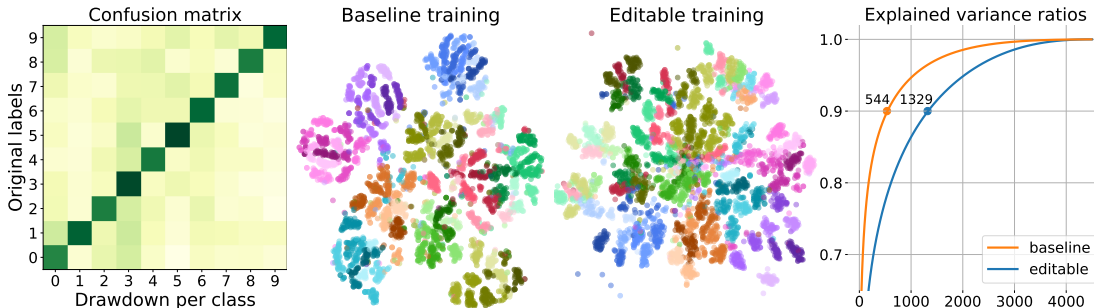 Confusion matrix
Original labels
9
8
7
6
5
4
3
2
1
0
0 1 2 3 4 5 6 7 8 9
Drawdown per class
Baseline training
Editable training
Explained variance ratios
1.0
0.9
0.8
0.7
544 1329
baseline
editable
0 1000 2000 3000 4000